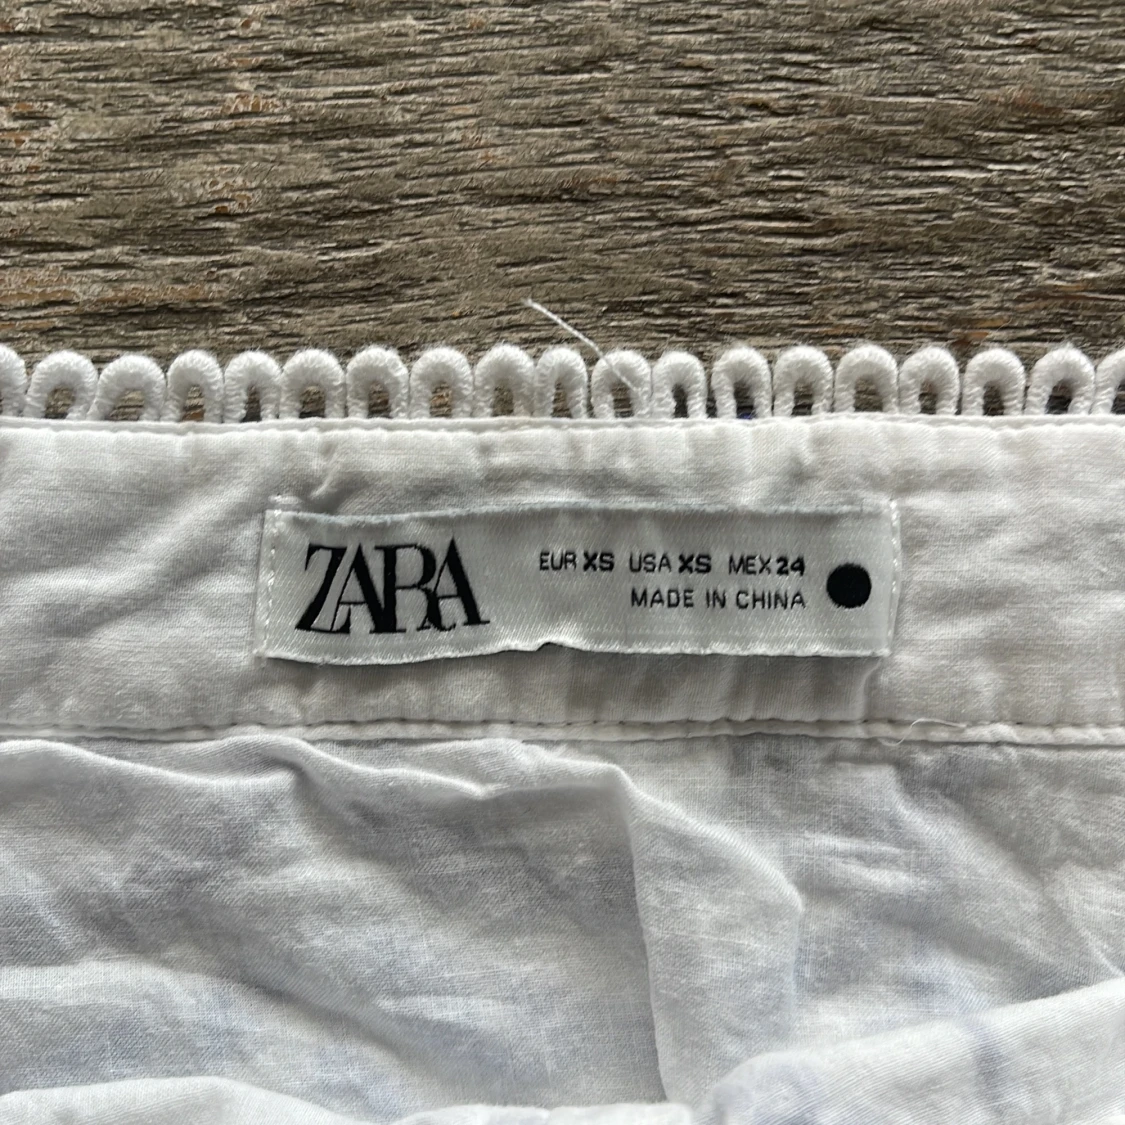 ZARA
EUR XS USA XS MEX 24
MADE IN CHINA